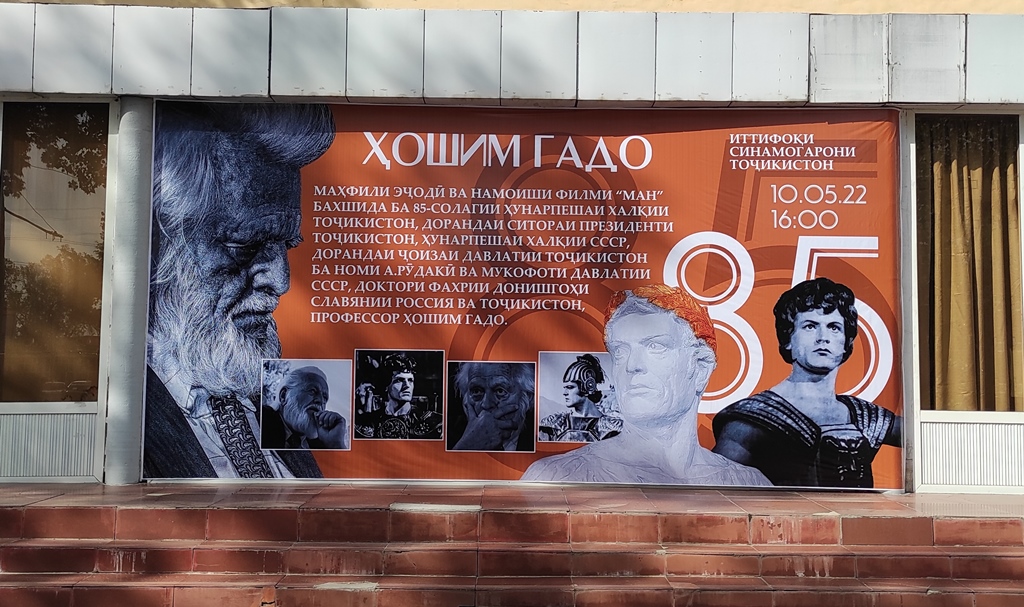 ҲОШИМ ГАДО
МАҲФИЛИ ЭҶОДӢ ВА НАМОИШИ ФИЛМИ “МАН”
БАХШИДА БА 85-СОЛАГИИ ҲУНАРПЕШАИ ХАЛҚИИ
ТОҶИКИСТОН, ДОРАНДАИ СИТОРАИ ПРЕЗИДЕНТИ
ТОҶИКИСТОН, ҲУНАРПЕШАИ ХАЛҚИИ СССР,
ДОРАНДАИ ҶОИЗАИ ДАВЛАТИИ ТОҶИКИСТОН
БА НОМИ А.РӮДАКӢ ВА МУКОФОТИ ДАВЛАТИИ
СССР, ДОКТОРИ ФАХРИИ ДОНИШГОҲИ
СЛАВЯНИИ РОССИЯ ВА ТОҶИКИСТОН,
ПРОФЕССОР ҲОШИМ ГАДО.
ИТТИФОҚИ
СИНАМОГАРОНИ
ТОҶИКИСТОН
10.05.22
16:00
85